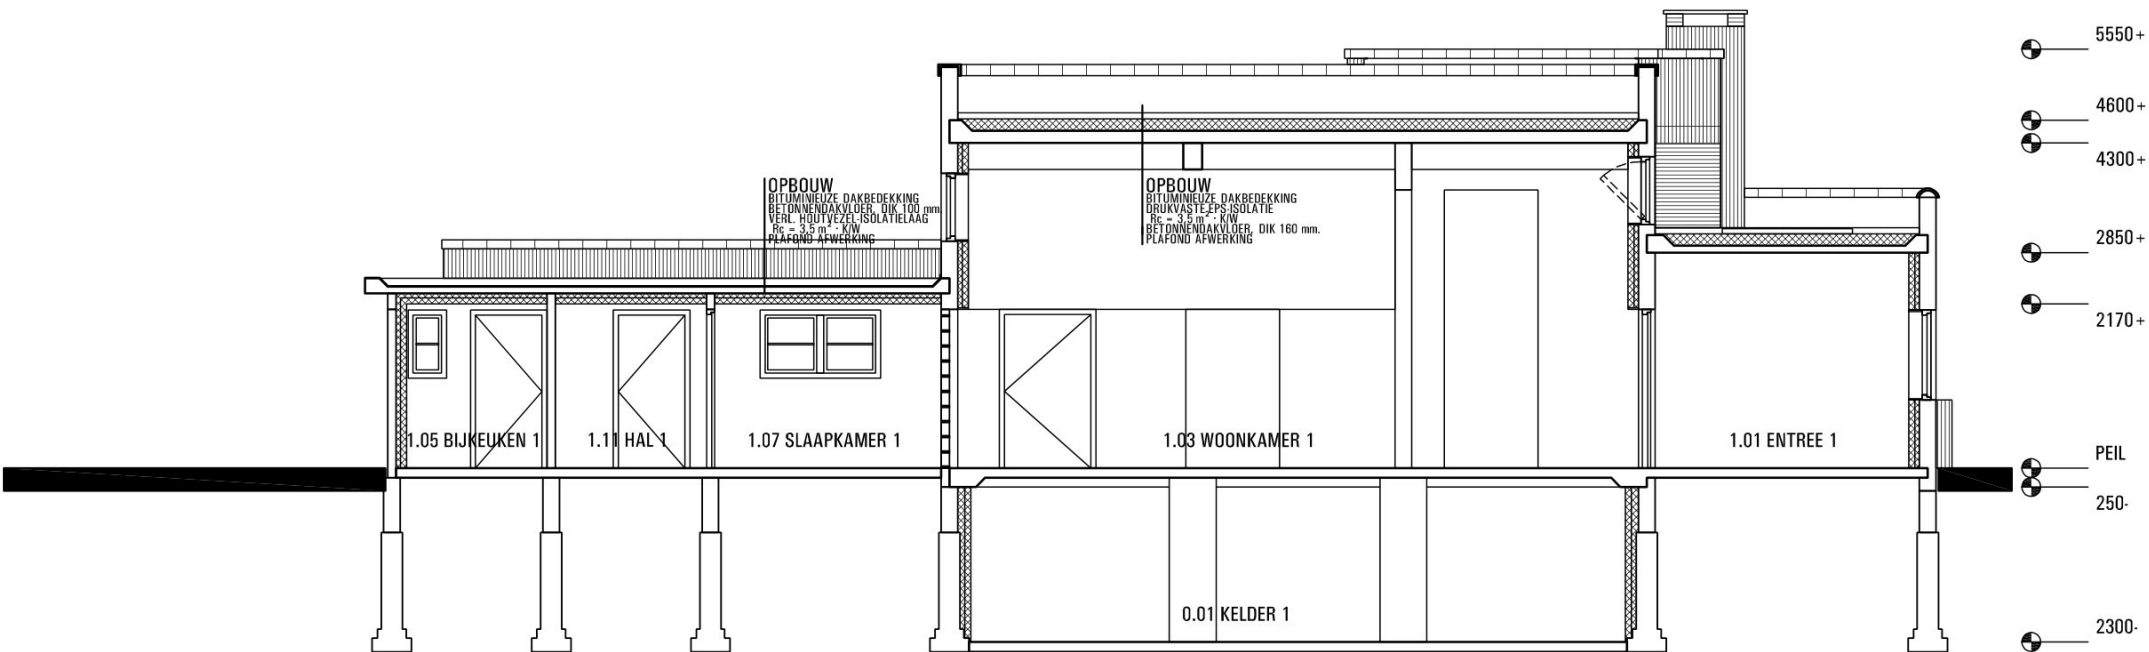 5550+
4600+
4300+
OPBOUW
BITUMINIEUZE DAKBEDEKKING
BETONNENDAKVLOER, DIK 100 mm.
VERL. HOUTVEZEL-ISOLATIELAAG
Rc = 3,5 m² · K/W
PLAFOND AFWERKING
OPBOUW
BITUMINIEUZE DAKBEDEKKING
DRUKVASTE EPS-ISOLATIE
Rc = 3,5 m² · K/W
BETONNENDAKVLOER, DIK 160 mm.
PLAFOND AFWERKING
2850+
2170+
1.05 BIJKEUKEN 1
1.11 HAL 1
1.07 SLAAPKAMER 1
1.03 WOONKAMER 1
1.01 ENTREE 1
PEIL
250-
0.01 KELDER 1
2300-